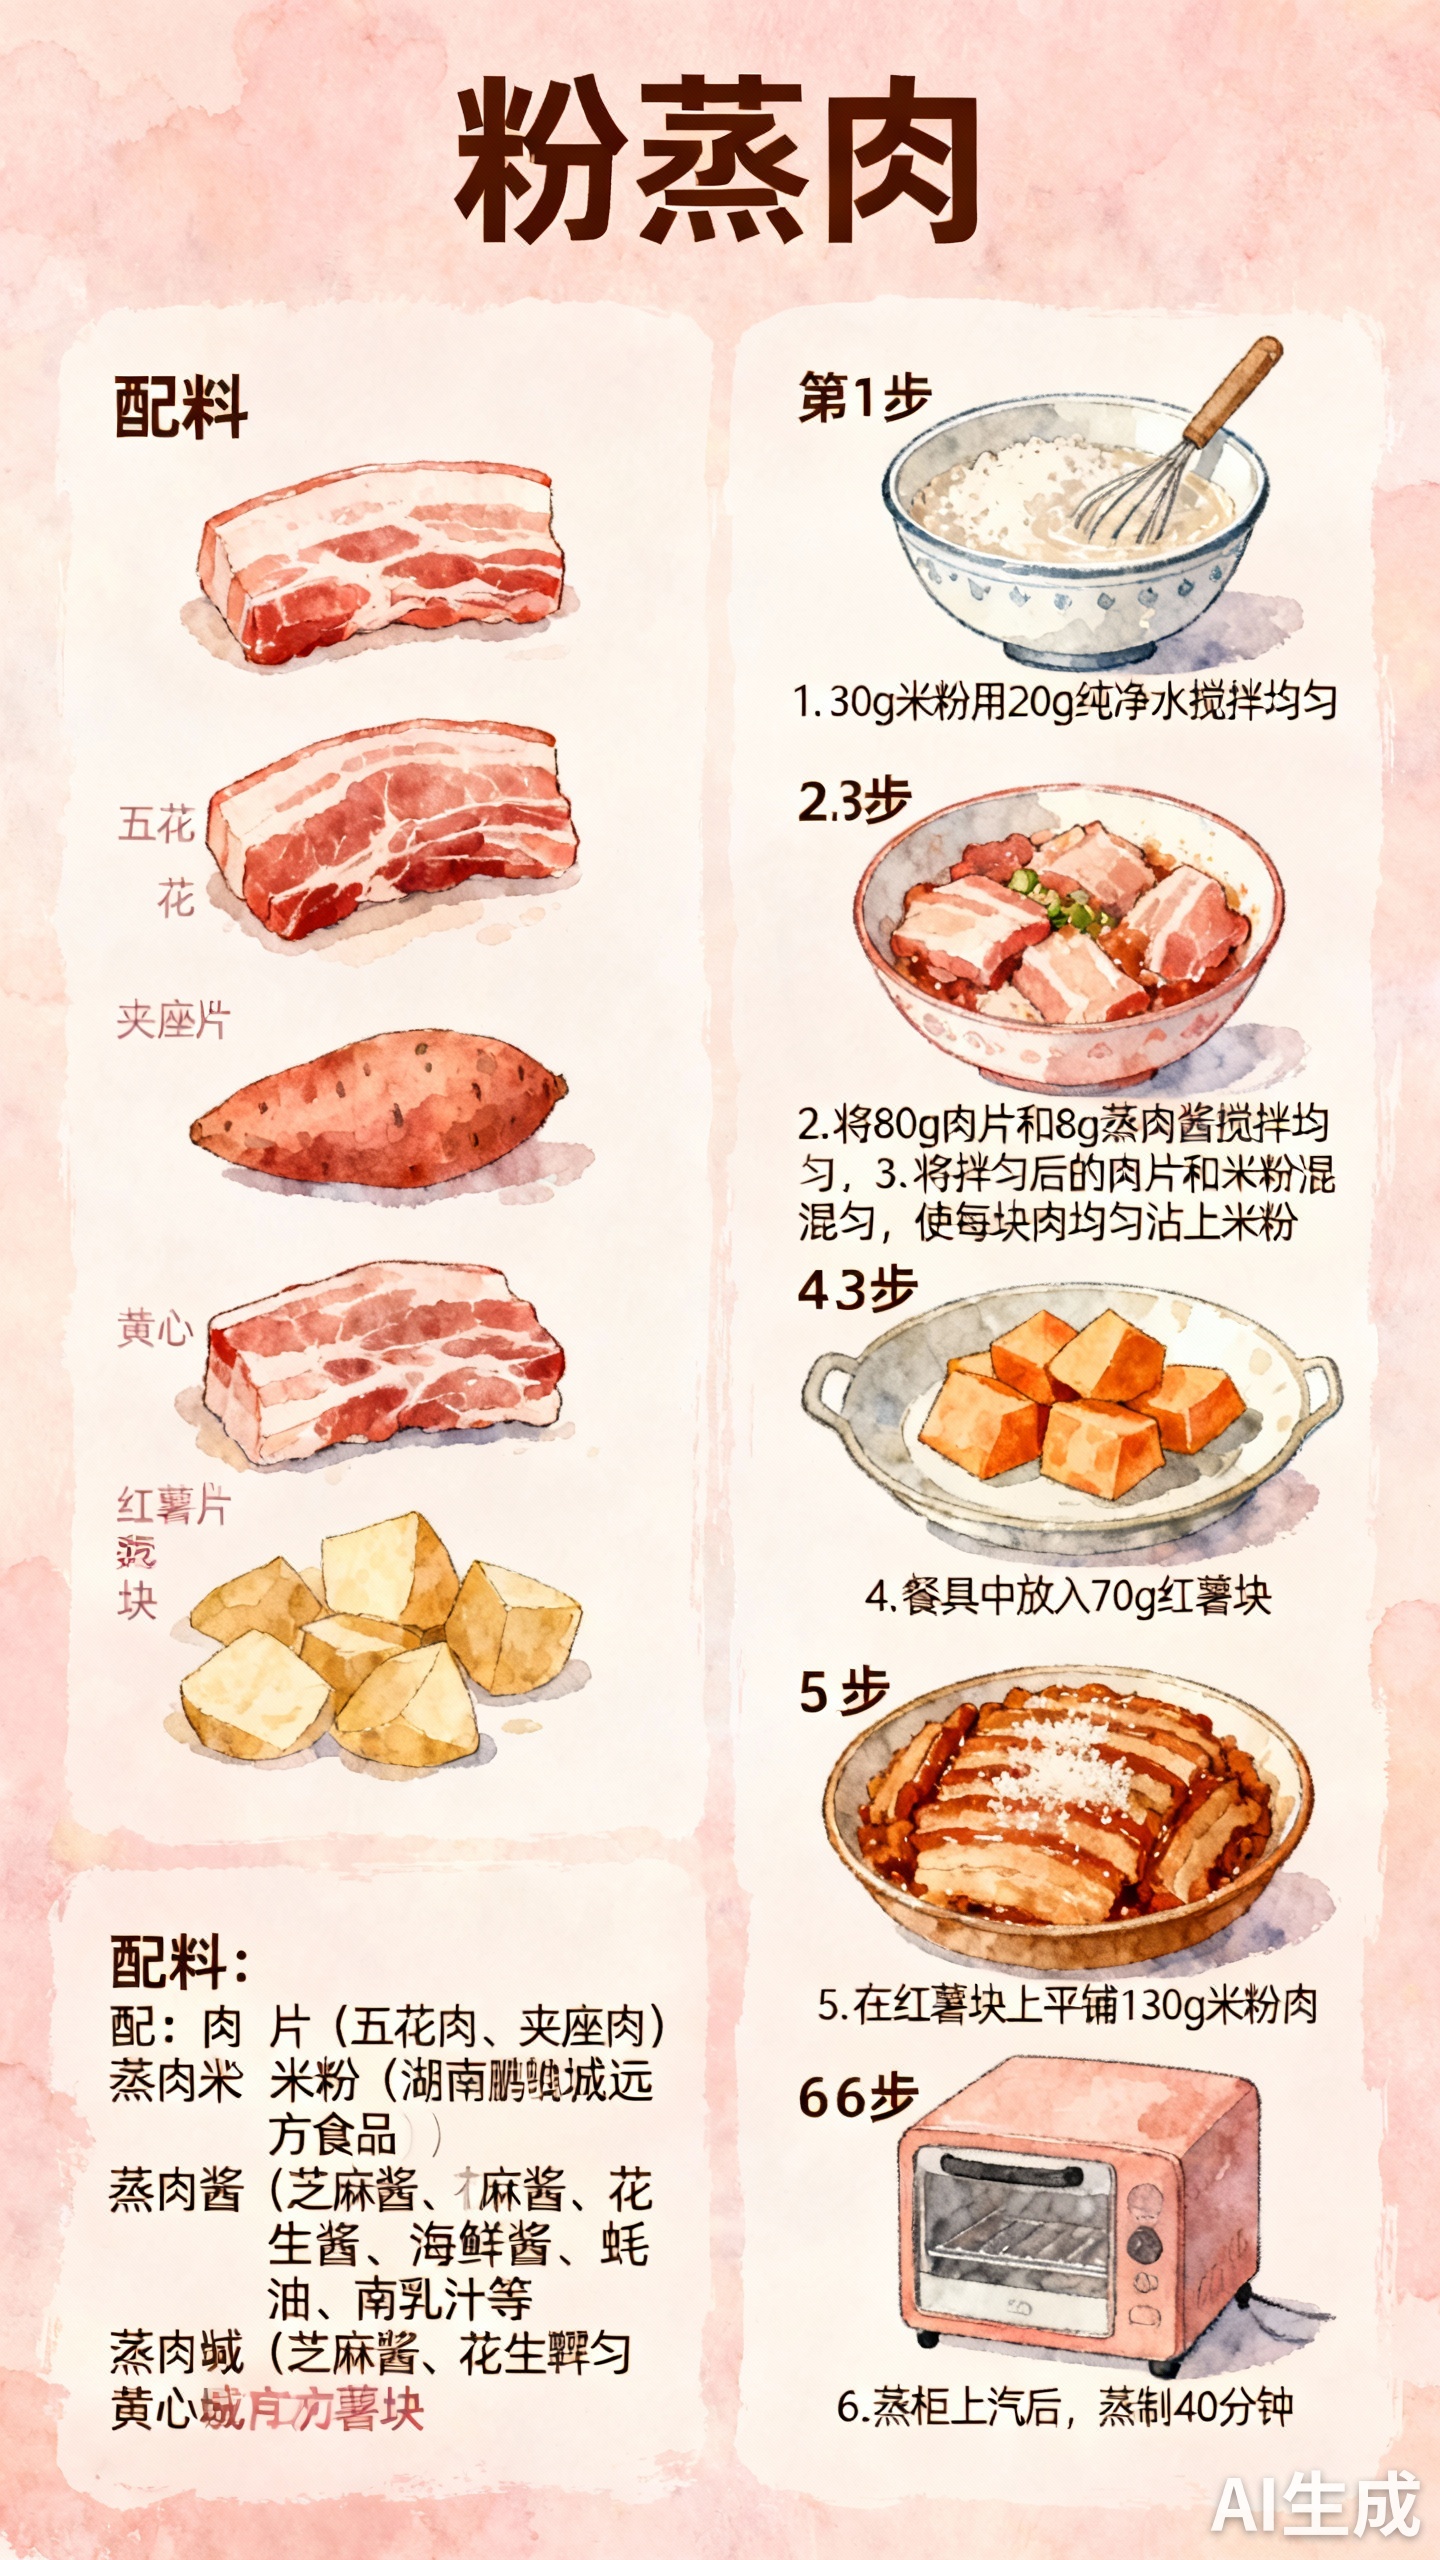 粉蒸肉
配料
五花
花
夹座片
黄心
红薯片
块
配料：
配：肉 片（五花肉、夹座肉）
蒸肉米 米粉（湖南城远
方食品 ）
蒸肉酱（芝麻酱、麻酱、花
生酱、海鲜酱、蚝
油、南乳汁等
蒸肉（芝麻酱、花生匀
黄心薯块
第1步
1.30g米粉用20g纯净水搅拌均匀
2.3步
2.将80g肉片和8g蒸肉酱搅拌均
匀，3.将拌匀后的肉片和米粉混
混匀，使每块肉均匀沾上米粉
43步
4.餐具中放入70g红薯块
5步
5.在红薯块上平铺130g米粉肉
66步
6.蒸柜上汽后，蒸制40分钟
AI生成